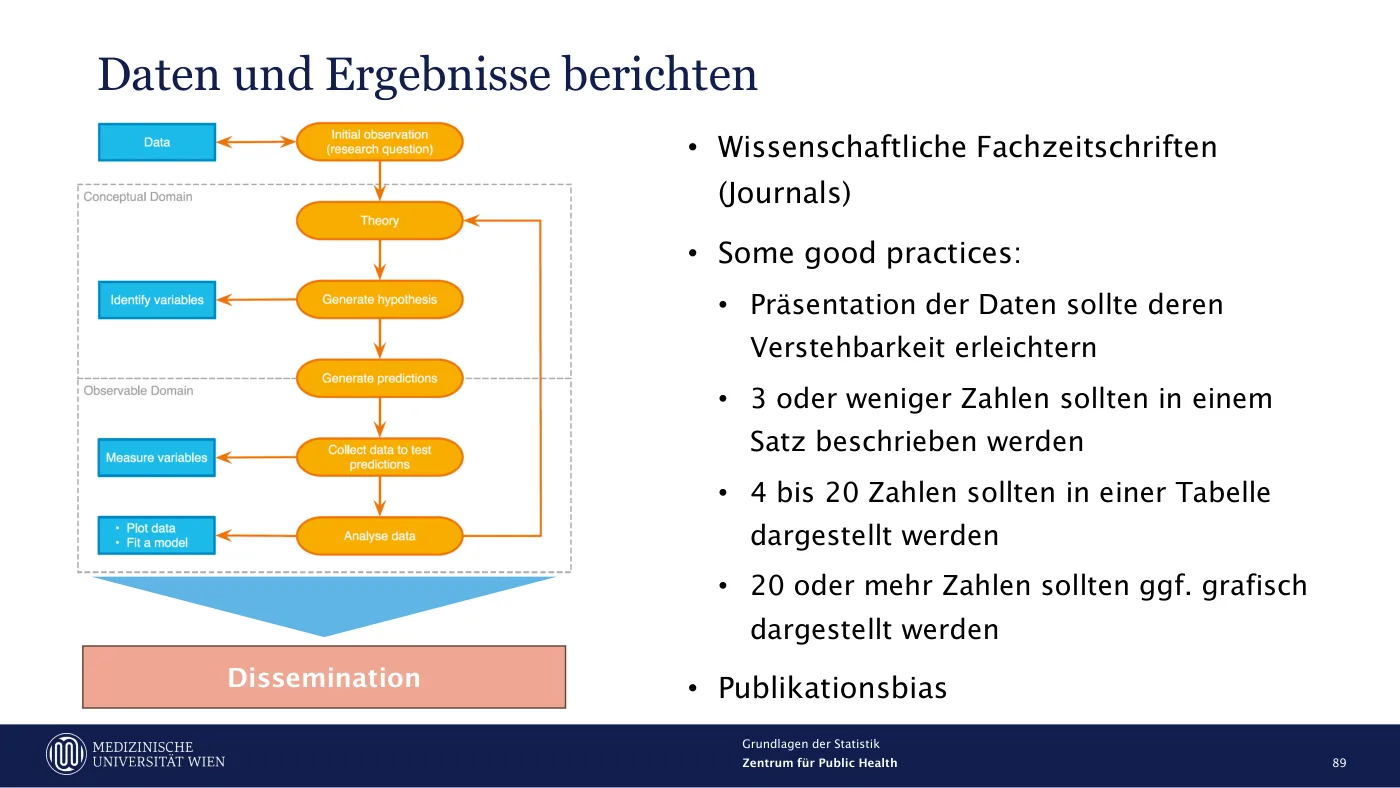 Daten und Ergebnisse berichten
Data
Initial observation
(research question)
Conceptual Domain
Theory
Identify variables
Generate hypothesis
Generate predictions
Observable Domain
Measure variables
Collect data to test
predictions
• Plot data
• Fit a model
Analyse data
Dissemination
• Wissenschaftliche Fachzeitschriften
(Journals)
• Some good practices:
• Präsentation der Daten sollte deren
Verstehbarkeit erleichtern
• 3 oder weniger Zahlen sollten in einem
Satz beschrieben werden
• 4 bis 20 Zahlen sollten in einer Tabelle
dargestellt werden
• 20 oder mehr Zahlen sollten ggf. grafisch
dargestellt werden
• Publikationsbias
MEDIZINISCHE
UNIVERSITÄT WIEN
Grundlagen der Statistik
Zentrum für Public Health
89